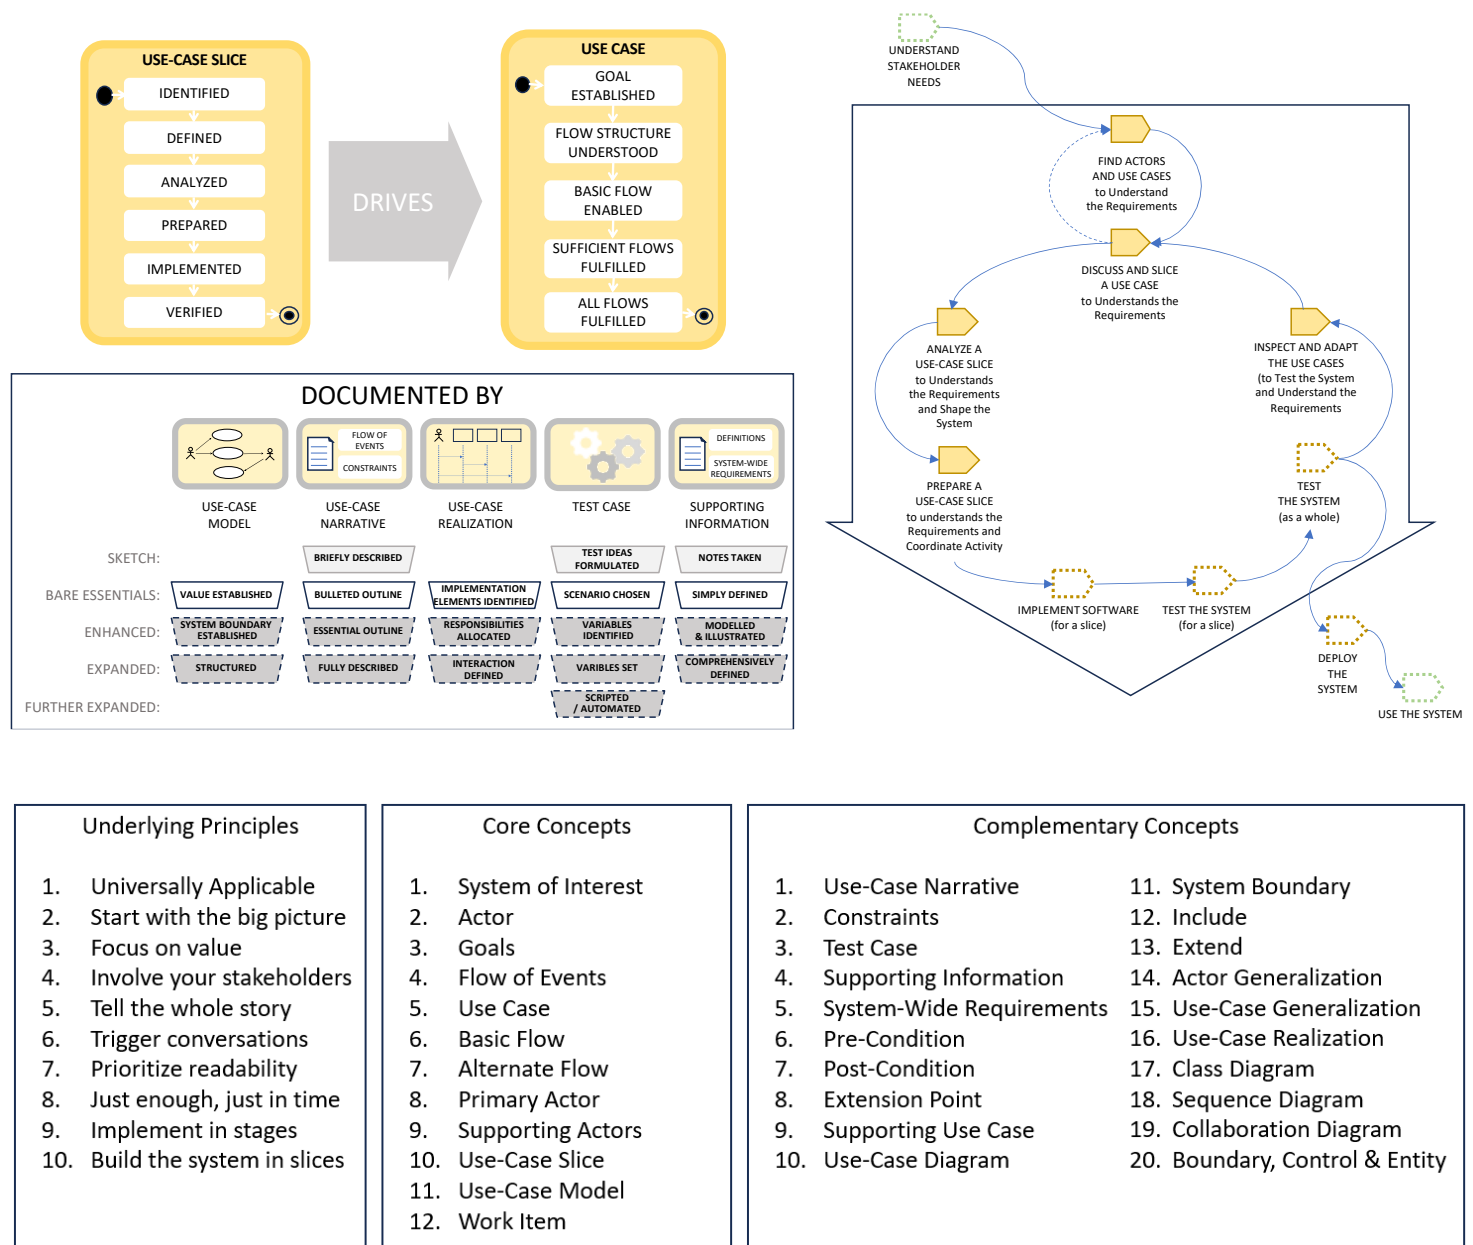 USE-CASE SLICE
IDENTIFIED
DEFINED
ANALYZED
PREPARED
IMPLEMENTED
VERIFIED
DRIVES
USE CASE
GOAL
ESTABLISHED
FLOW STRUCTURE
UNDERSTOOD
BASIC FLOW
ENABLED
SUFFICIENT FLOWS
FULFILLED
ALL FLOWS
FULFILLED
UNDERSTAND
STAKEHOLDER
NEEDS
FIND ACTORS
AND USE CASES
to Understand
the Requirements
DISCUSS AND SLICE
A USE CASE
to Understands the
Requirements
ANALYZE A
USE-CASE SLICE
to Understands
the Requirements
and Shape the
System
INSPECT AND ADAPT
THE USE CASES
(to Test the System
and Understand the
Requirements
PREPARE A
USE-CASE SLICE
to understands the
Requirements and
Coordinate Activity
TEST
THE SYSTEM
(as a whole)
IMPLEMENT SOFTWARE
(for a slice)
TEST THE SYSTEM
(for a slice)
DEPLOY
THE
SYSTEM
USE THE SYSTEM
DOCUMENTED BY
FLOW OF
EVENTS
CONSTRAINTS
DEFINITIONS
SYSTEM-WIDE
REQUIREMENTS
USE-CASE
MODEL
USE-CASE
NARRATIVE
USE-CASE
REALIZATION
TEST CASE
SUPPORTING
INFORMATION
SKETCH:
BRIEFLY DESCRIBED
TEST IDEAS
FORMULATED
NOTES TAKEN
BARE ESSENTIALS:
VALUE ESTABLISHED
BULLETED OUTLINE
IMPLEMENTATION
ELEMENTS IDENTIFIED
SCENARIO CHOSEN
SIMPLY DEFINED
ENHANCED:
SYSTEM BOUNDARY
ESTABLISHED
ESSENTIAL OUTLINE
RESPONSIBLITIES
ALLOCATED
VARIABLES
IDENTIFIED
MODELLED
& ILLUSTRATED
EXPANDED:
STRUCTURED
FULLY DESCRIBED
INTERACTION
DEFINED
VARIBLES SET
COMPREHENSIVELY
DEFINED
FURTHER EXPANDED:
SCRIPTED
/ AUTOMATED
Underlying Principles
1. Universally Applicable
2. Start with the big picture
3. Focus on value
4. Involve your stakeholders
5. Tell the whole story
6. Trigger conversations
7. Prioritize readability
8. Just enough, just in time
9. Implement in stages
10. Build the system in slices
Core Concepts
1. System of Interest
2. Actor
3. Goals
4. Flow of Events
5. Use Case
6. Basic Flow
7. Alternate Flow
8. Primary Actor
9. Supporting Actors
10. Use-Case Slice
11. Use-Case Model
12. Work Item
Complementary Concepts
1. Use-Case Narrative
2. Constraints
3. Test Case
4. Supporting Information
5. System-Wide Requirements
6. Pre-Condition
7. Post-Condition
8. Extension Point
9. Supporting Use Case
10. Use-Case Diagram
11. System Boundary
12. Include
13. Extend
14. Actor Generalization
15. Use-Case Generalization
16. Use-Case Realization
17. Class Diagram
18. Sequence Diagram
19. Collaboration Diagram
20. Boundary, Control & Entity